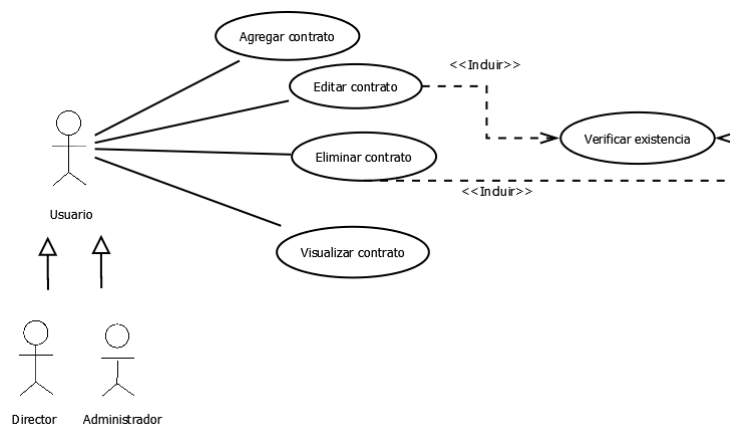 Agregar contrato
<<Incluir>>
Editar contrato
Verificar existencia
Eliminar contrato
<<Incluir>>
Usuario
Visualizar contrato
Director
Administrador